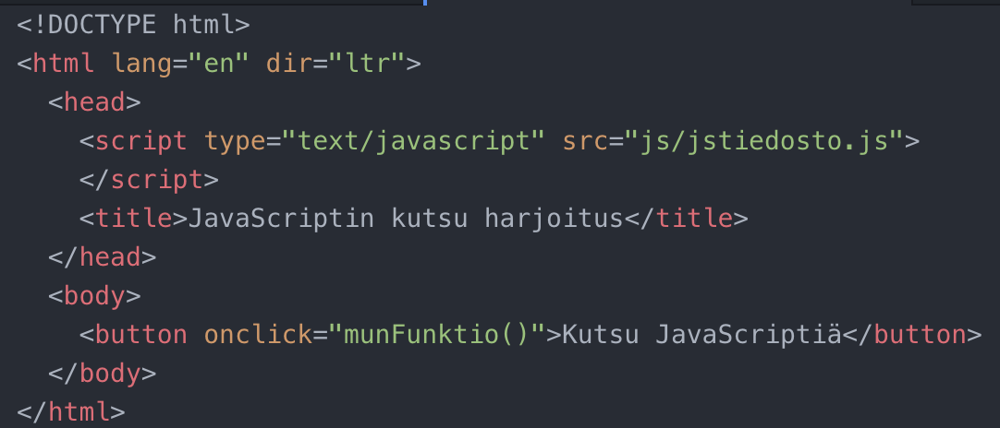 <!DOCTYPE html>
<html lang="en" dir="ltr">
  <head>
    <script type="text/javascript" src="js/jstiedosto.js">
    </script>
    <title>JavaScriptin kutsu harjoitus</title>
  </head>
  <body>
    <button onclick="munFunktio()">Kutsu JavaScriptiä</button>
  </body>
</html>